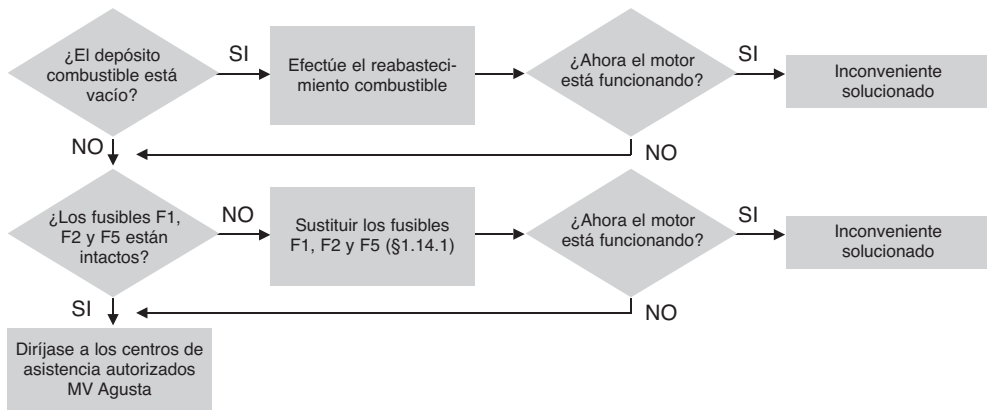 ¿El depósito
combustible está
vacío?
SI
Efectúe el reabasteci-
miento combustible
¿Ahora el motor
está funcionando?
SI
Inconveniente
solucionado
NO
NO
¿Los fusibles F1,
F2 y F5 están
intactos?
NO
Sustituir los fusibles
F1, F2 y F5 (§1.14.1)
¿Ahora el motor
está funcionando?
SI
Inconveniente
solucionado
SI
NO
Diríjase a los centros de
asistencia autorizados
MV Agusta